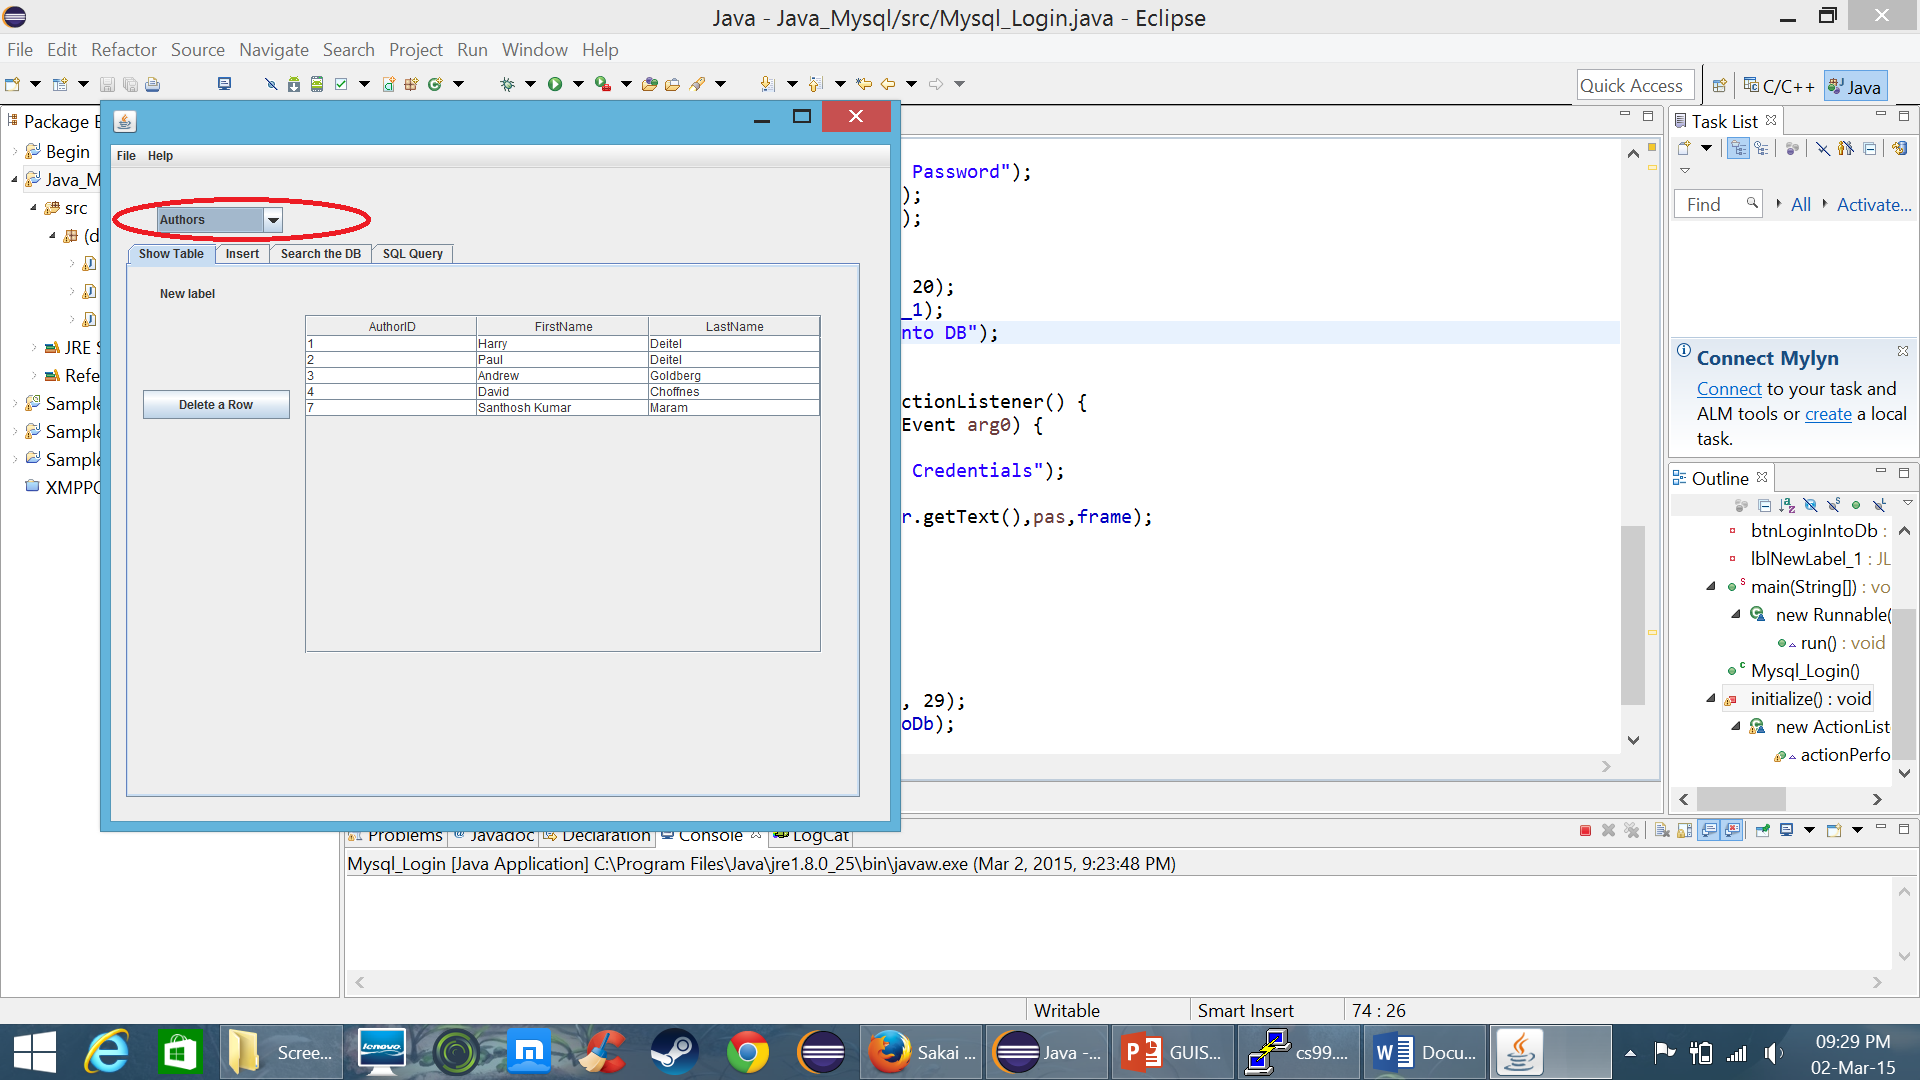 Java - Java_Mysql/src/Mysql_Login.java - Eclipse
File Edit Refactor Source Navigate Search Project Run Window Help
Quick Access
C/C++
Java
Package E
Begin
Java_M
src
(d
JRE S
Refe
Sample
Sample
Sample
XMPPC
File Help
Authors
Show Table Insert Search the DB SQL Query
New label
AuthorID FirstName LastName
1 Harry Deitel
2 Paul Deitel
3 Andrew Goldberg
4 David Choffnes
7 Santhosh Kumar Maram
Delete a Row
Password");
);
);
20);
_1);
nto DB");
ctionListener() {
Event arg0) {
Credentials");
r.getText(),pas,frame);
, 29);
oDb);
Task List
Find
All
Activate...
Connect Mylyn
Connect to your task and
ALM tools or create a local
task.
Outline
btnLoginIntoDb :
lblNewLabel_1 : JL
main(String[]) : vo
new Runnable(
run() : void
Mysql_Login()
initialize() : void
new ActionList
actionPerfo
Problems Javadoc Declaration Console LogCat
Mysql_Login [Java Application] C:\Program Files\Java\jre1.8.0_25\bin\javaw.exe (Mar 2, 2015, 9:23:48 PM)
Writable Smart Insert 74 : 26
Scree...
lenovo
Sakai ...
Java -...
GUIS...
cs99....
Docu...
09:29 PM
02-Mar-15